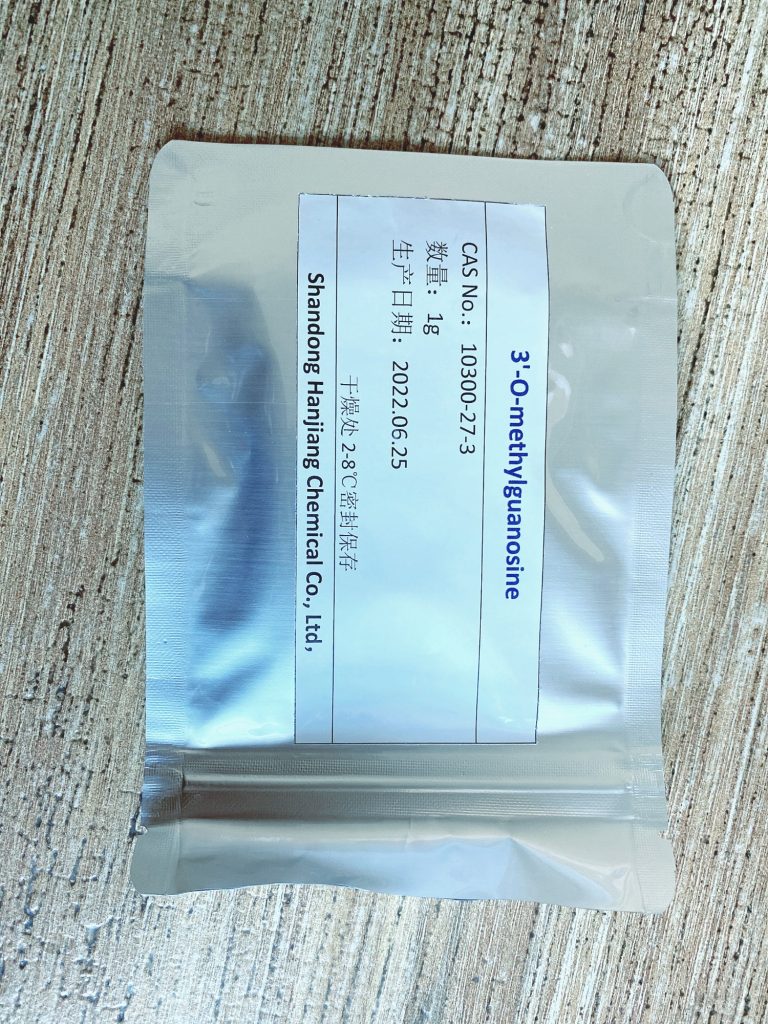 3'-O-methylguanosine
CAS No.: 10300-27-3
数量：1g
生产日期：2022.06.25
干燥处 2-8℃密封保存
Shandong Hanjiang Chemical Co., Ltd,